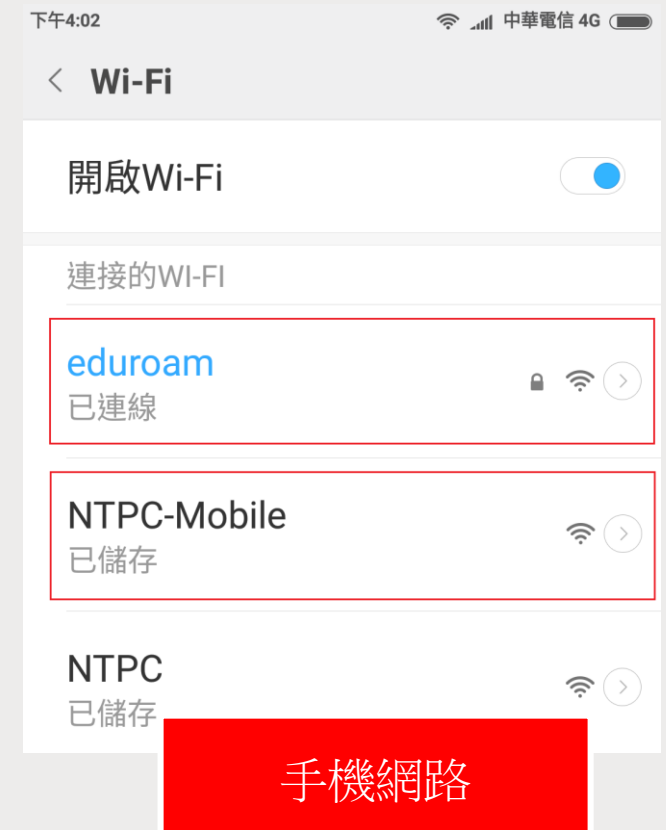 下午4:02 中華電信 4G
Wi-Fi
開啟Wi-Fi
連接的WI-FI
eduroam
已連線
NTPC-Mobile
已儲存
NTPC
已儲存
手機網路